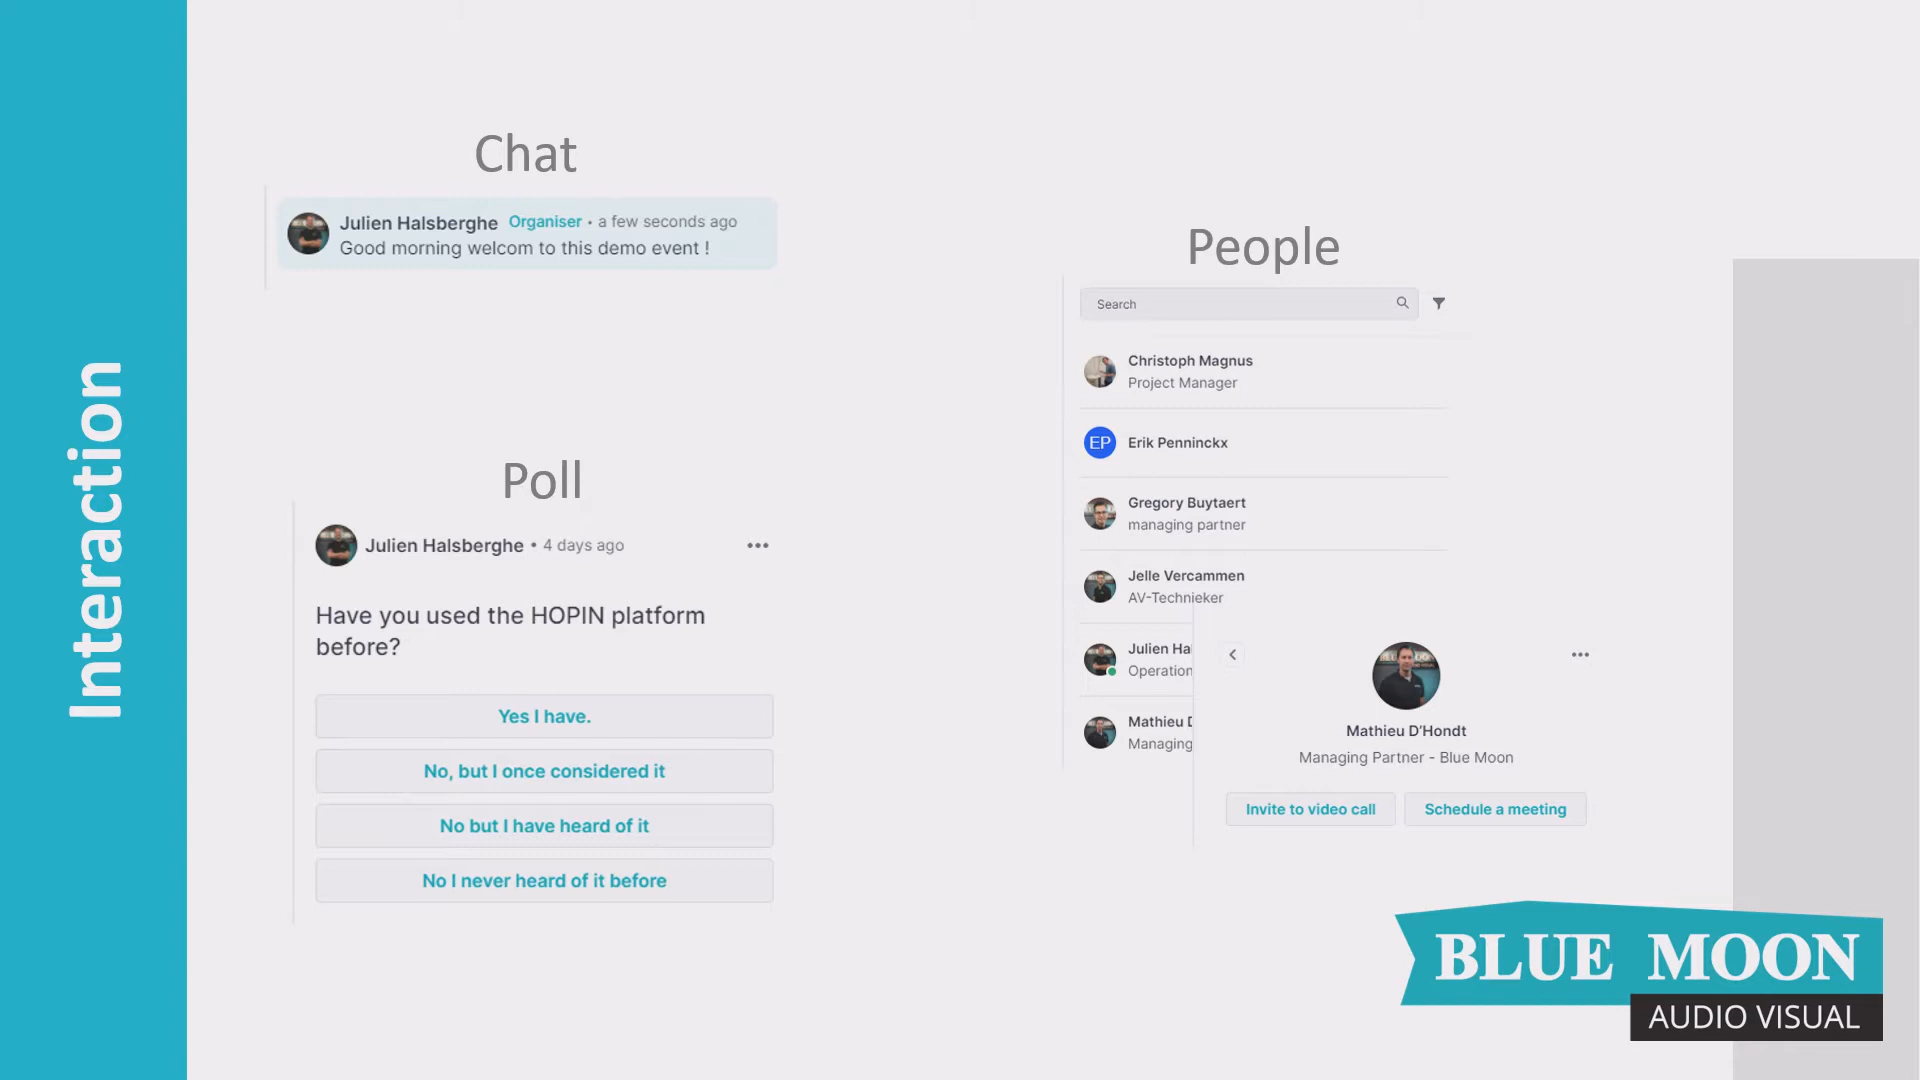 Interaction
Chat
Julien Halsberghe Organiser • a few seconds ago
Good morning welcom to this demo event !
Poll
Julien Halsberghe • 4 days ago
Have you used the HOPIN platform
before?
Yes I have.
No, but I once considered it
No but I have heard of it
No I never heard of it before
People
Search
Christoph Magnus
Project Manager
EP
Erik Penninckx
Gregory Buytaert
managing partner
Jelle Vercammen
AV-Technieker
Julien Ha
Operation
Mathieu D
Managing
Mathieu D'Hondt
Managing Partner - Blue Moon
Invite to video call
Schedule a meeting
BLUE MOON
AUDIO VISUAL